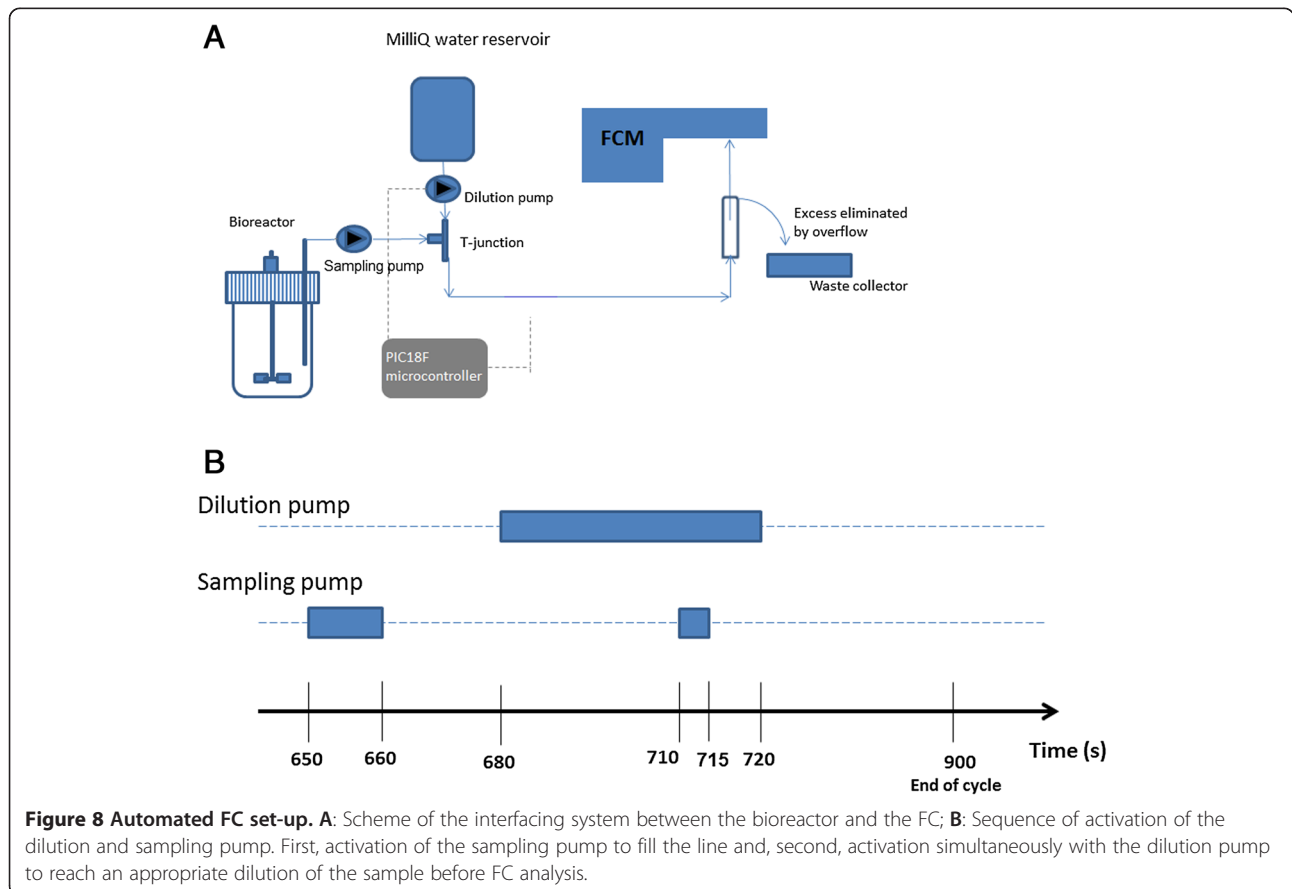 A
MilliQ water reservoir
FCM
Dilution pump
Bioreactor
T-junction
Sampling pump
Excess eliminated
by overflow
Waste collector
PIC18F
microcontroller
B
Dilution pump
Sampling pump
650 660 680 710 715 720 900
Time (s)
End of cycle
Figure 8 Automated FC set-up. A: Scheme of the interfacing system between the bioreactor and the FC; B: Sequence of activation of the
dilution and sampling pump. First, activation of the sampling pump to fill the line and, second, activation simultaneously with the dilution pump
to reach an appropriate dilution of the sample before FC analysis.